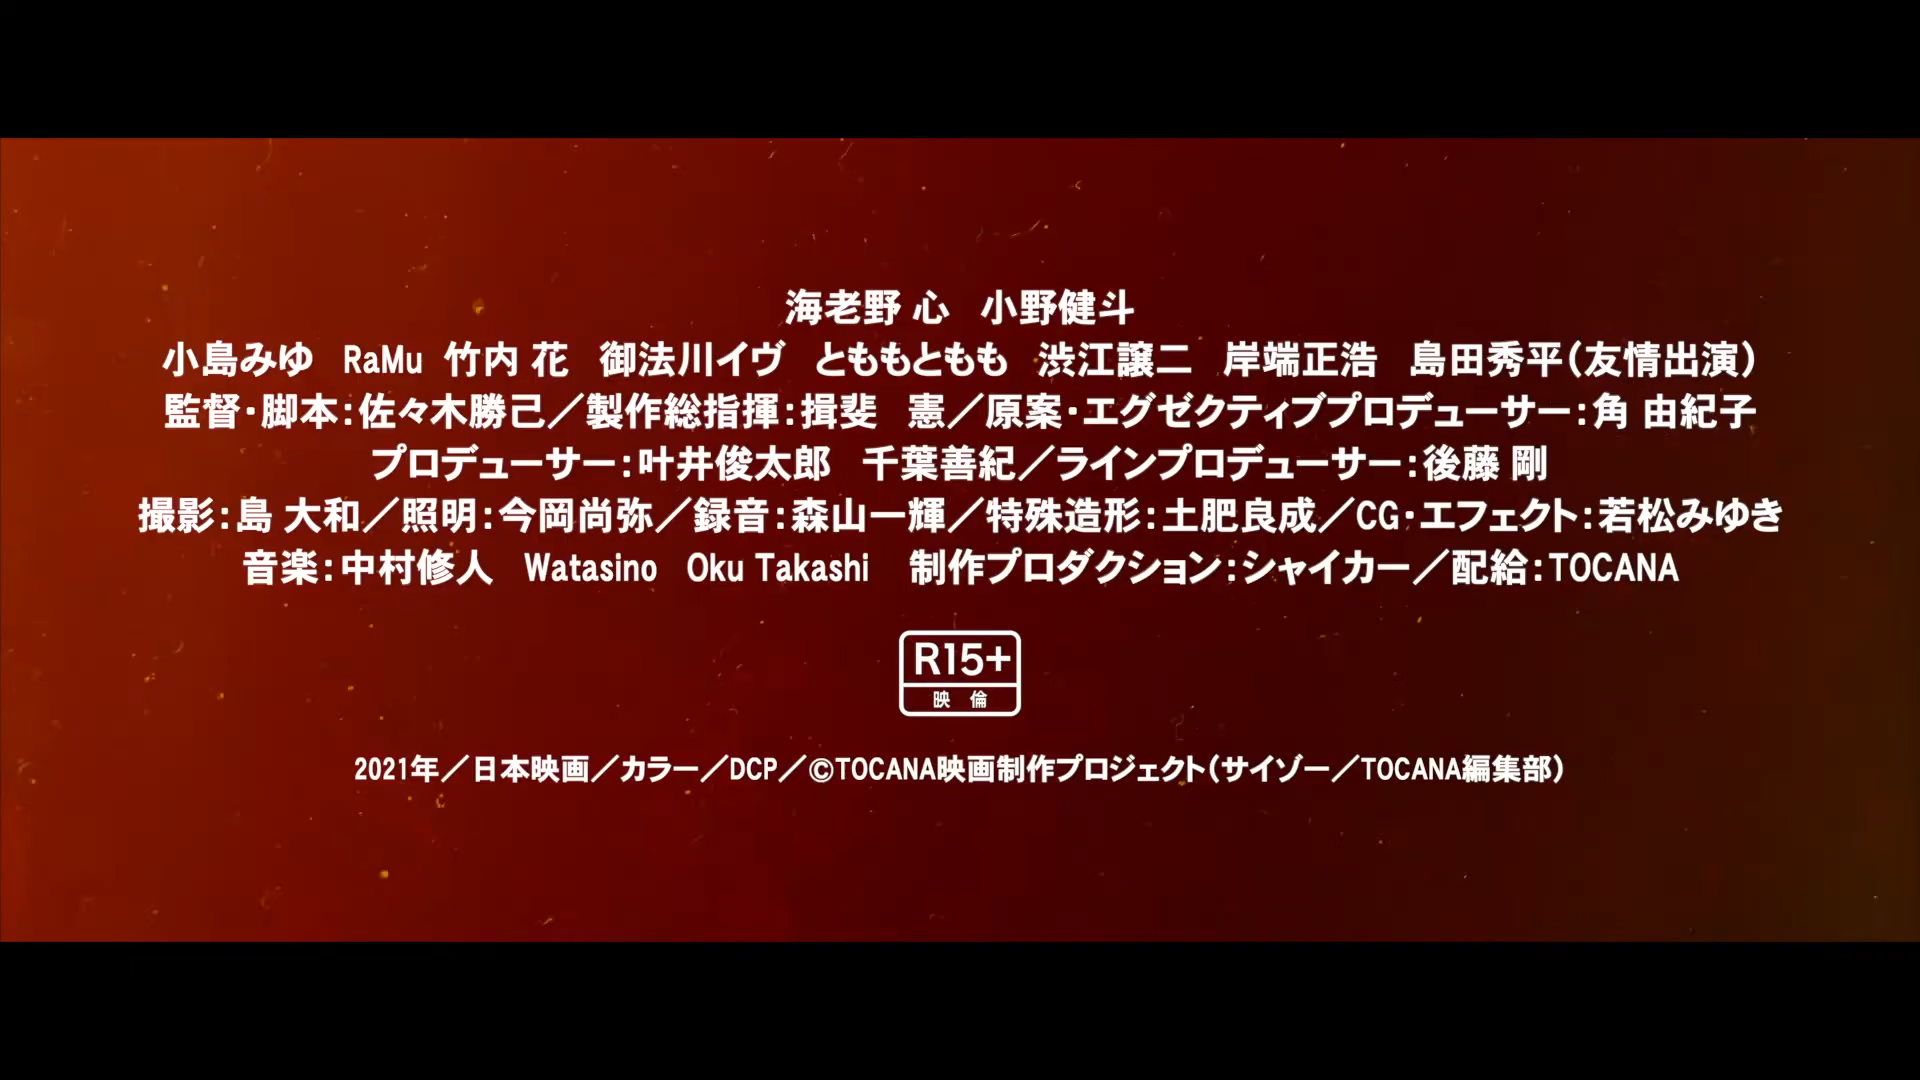 海老野 心　小野健斗
小島みゆ　RaMu　竹内 花　御法川イヴ　とももともも　渋江譲二　岸端正浩　島田秀平（友情出演）
監督・脚本：佐々木勝己／製作総指揮：揖斐　憲／原案・エグゼクティブプロデューサー：角 由紀子
プロデューサー：叶井俊太郎　千葉善紀／ラインプロデューサー：後藤 剛
撮影：島 大和／照明：今岡尚弥／録音：森山一輝／特殊造形：土肥良成／CG・エフェクト：若松みゆき
音楽：中村修人　Watasino　Oku Takashi　制作プロダクション：シャイカー／配給：TOCANA
R15+
映 倫
2021年／日本映画／カラー／DCP／©TOCANA映画制作プロジェクト（サイゾー／TOCANA編集部）